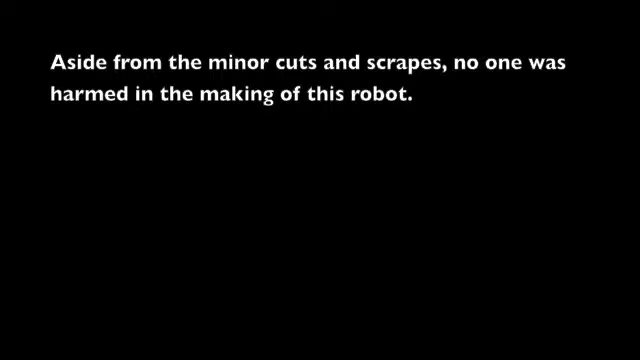 Aside from the minor cuts and scrapes, no one was
harmed in the making of this robot.